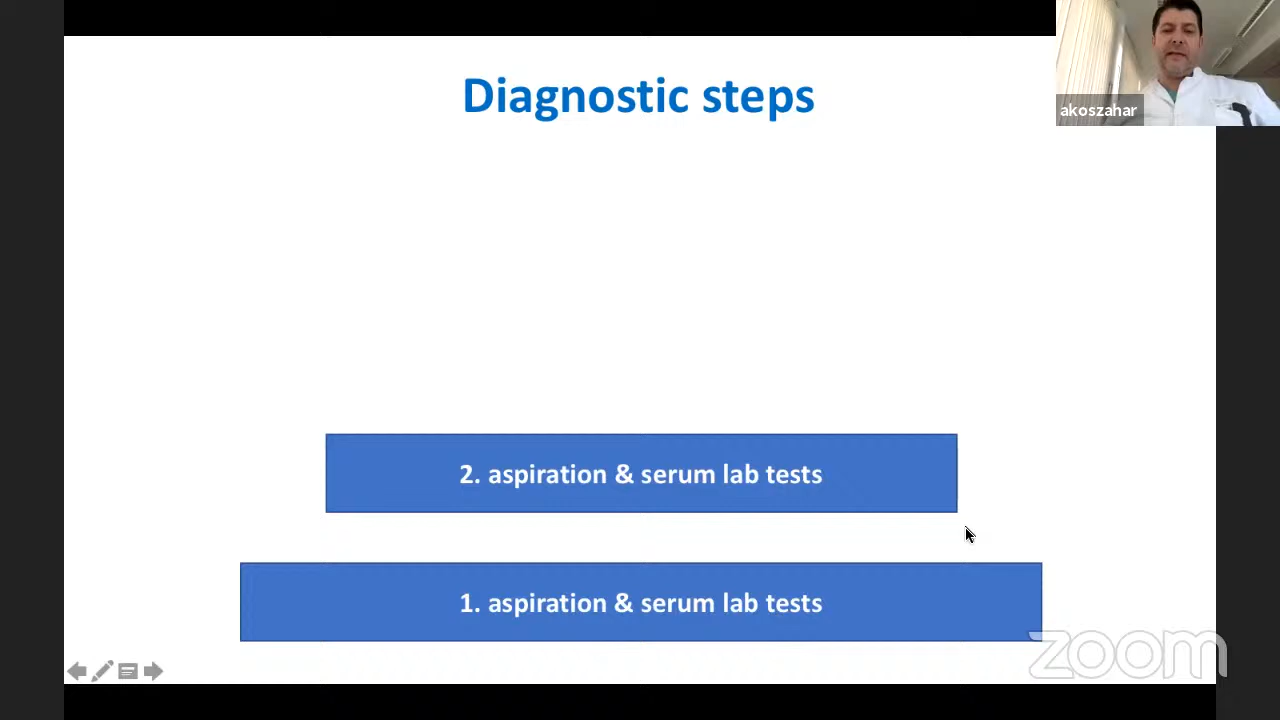 Diagnostic steps
akoszahar
2. aspiration & serum lab tests
1. aspiration & serum lab tests
zoom